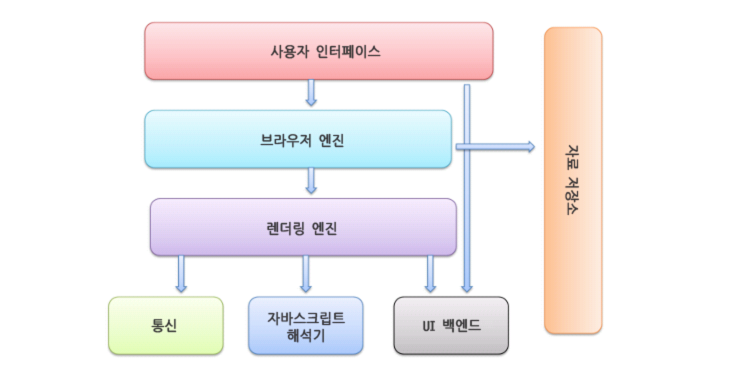 사용자 인터페이스
브라우저 엔진
자료 저장소
렌더링 엔진
통신
자바스크립트
해석기
UI 백엔드